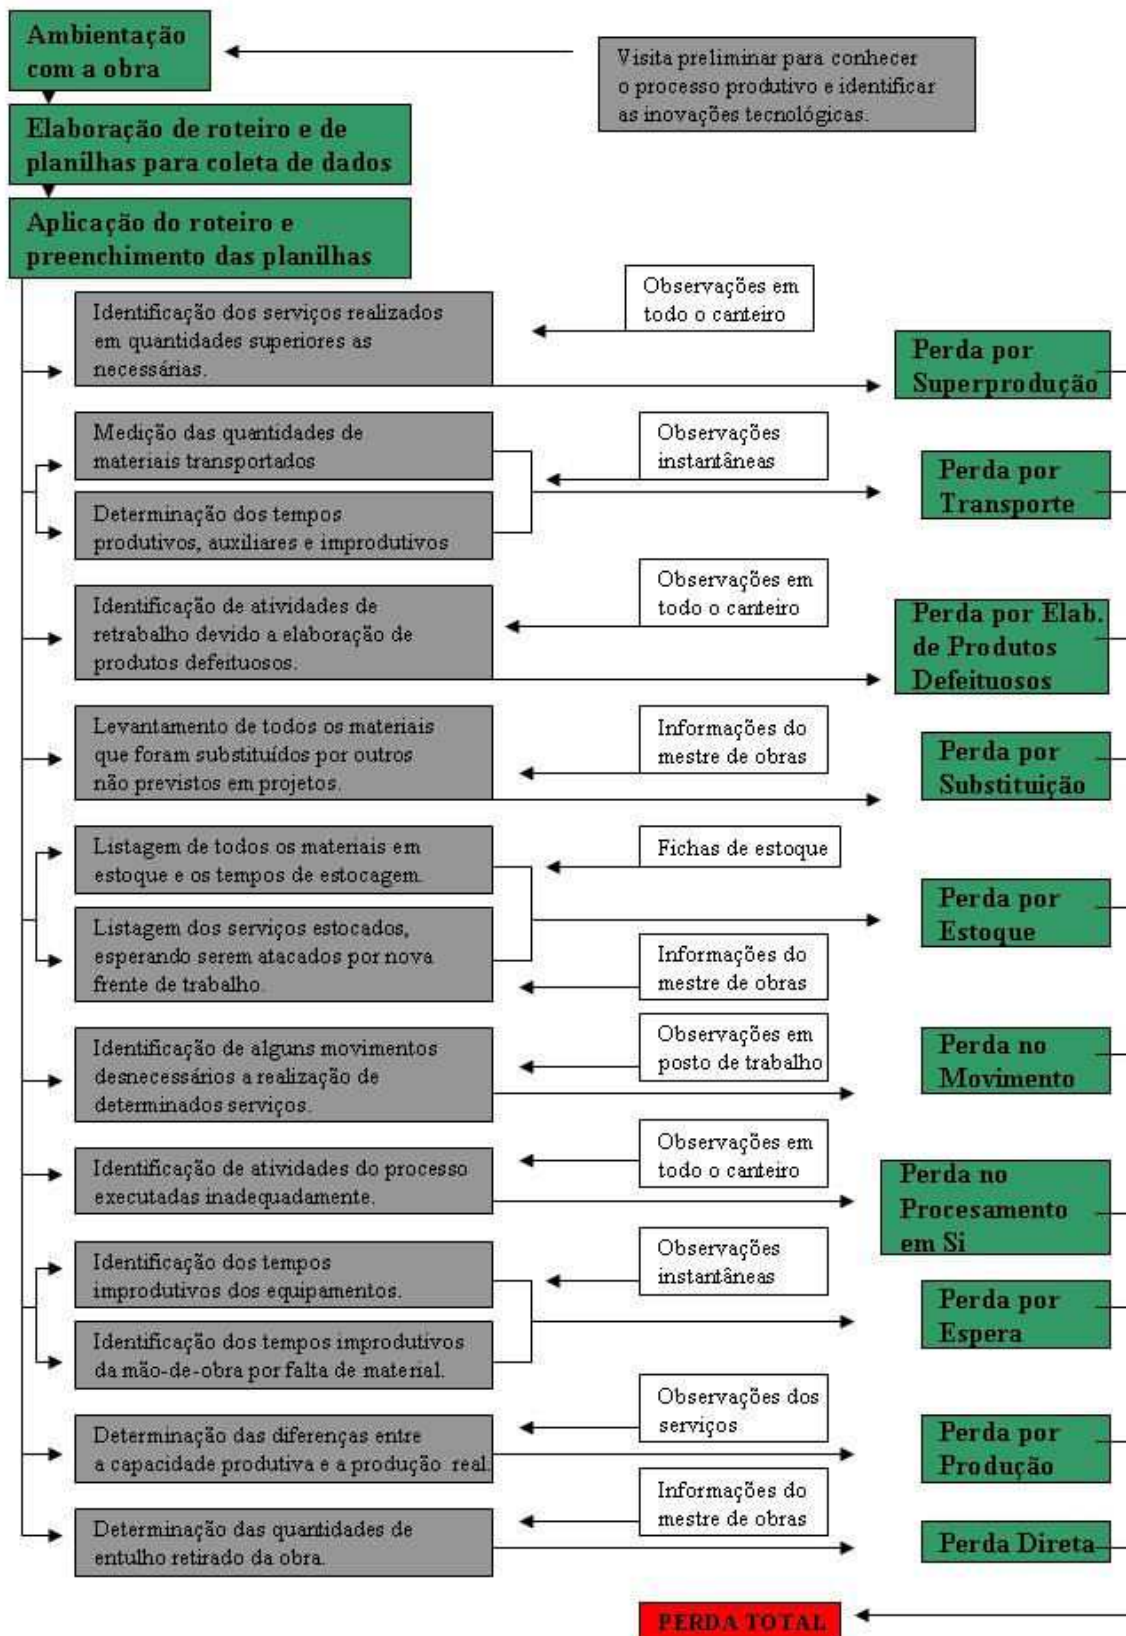 Ambientação
com a obra
Visita preliminar para conhecer
o processo produtivo e identificar
as inovações tecnológicas.
Elaboração de roteiro e de
planilhas para coleta de dados
Aplicação do roteiro e
preenchimento das planilhas
Observações em
todo o canteiro
Identificação dos serviços realizados
em quantidades superiores as
necessárias.
Perda por
Superprodução
Medição das quantidades de
materiais transportados
Observações
instantâneas
Perda por
Transporte
Determinação dos tempos
produtivos, auxiliares e improdutivos
Observações em
todo o canteiro
Identificação de atividades de
retrabalho devido a elaboração de
produtos defeituosos.
Perda por Elab.
de Produtos
Defeituosos
Levantamento de todos os materiais
que foram substituídos por outros
não previstos em projetos.
Informações do
mestre de obras
Perda por
Substituição
Listagem de todos os materiais em
estoque e os tempos de estocagem.
Fichas de estoque
Perda por
Estoque
Listagem dos serviços estocados,
esperando serem atacados por nova
frente de trabalho.
Informações do
mestre de obras
Observações em
posto de trabalho
Identificação de alguns movimentos
desnecessários a realização de
determinados serviços.
Perda no
Movimento
Observações em
todo o canteiro
Identificação de atividades do processo
executadas inadequadamente.
Perda no
Procesamento
em Si
Identificação dos tempos
improdutivos dos equipamentos.
Observações
instantâneas
Perda por
Espera
Identificação dos tempos improdutivos
da mão-de-obra por falta de material.
Observações dos
serviços
Determinação das diferenças entre
a capacidade produtiva e a produção real.
Perda por
Produção
Informações do
mestre de obras
Determinação das quantidades de
entulho retirado da obra.
Perda Direta
PERDA TOTAL